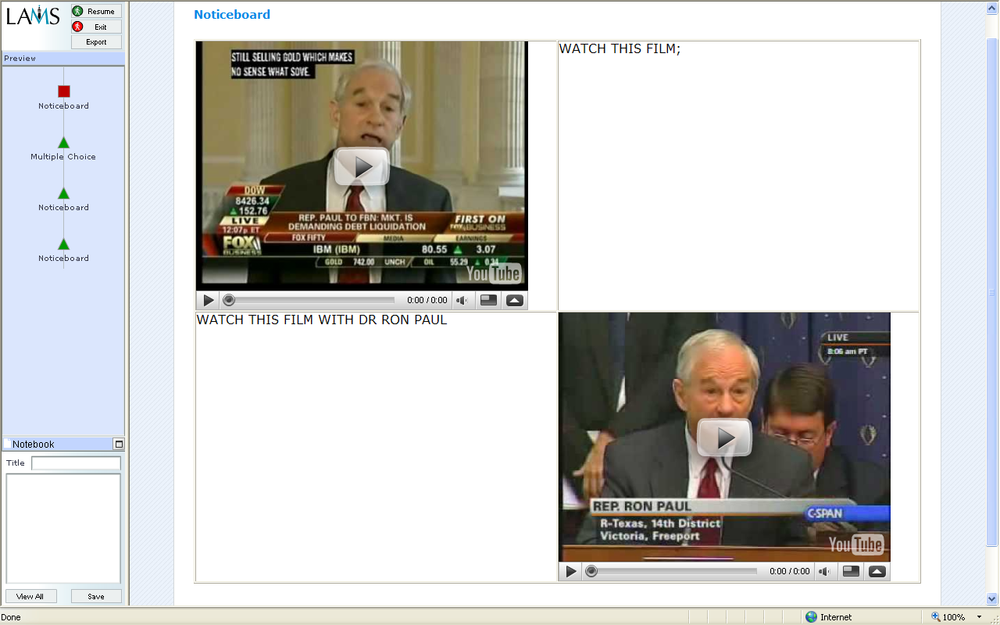 LAMS
Resume
Exit
Export
Preview
Noticeboard
Multiple Choice
Noticeboard
Noticeboard
Notebook
Title
View All
Save
Noticeboard
STILL SELLING GOLD WHICH MAKES
NO SENSE WHAT SOVE.
DOW
8426.34
152.76
LIVE
12:07p ET
REP. PAUL TO FBN: MKT. IS
DEMANDING DEBT LIQUIDATION
FIRST ON
FOX BUSINESS
FOX FIFTY
MEDIA
EARNINGS
FOX
BUSINESS
IBM (IBM) 80.55 3.07
GOLD 742.00 UNCH OIL 55.29 0.34
YouTube
0:00 / 0:00
WATCH THIS FILM;
WATCH THIS FILM WITH DR RON PAUL
LIVE
8:06 am PT
REP. RON PAUL
C-SPAN
R-Texas, 14th District
Victoria, Freeport
YouTube
0:00 / 0:00
Done
Internet
100%